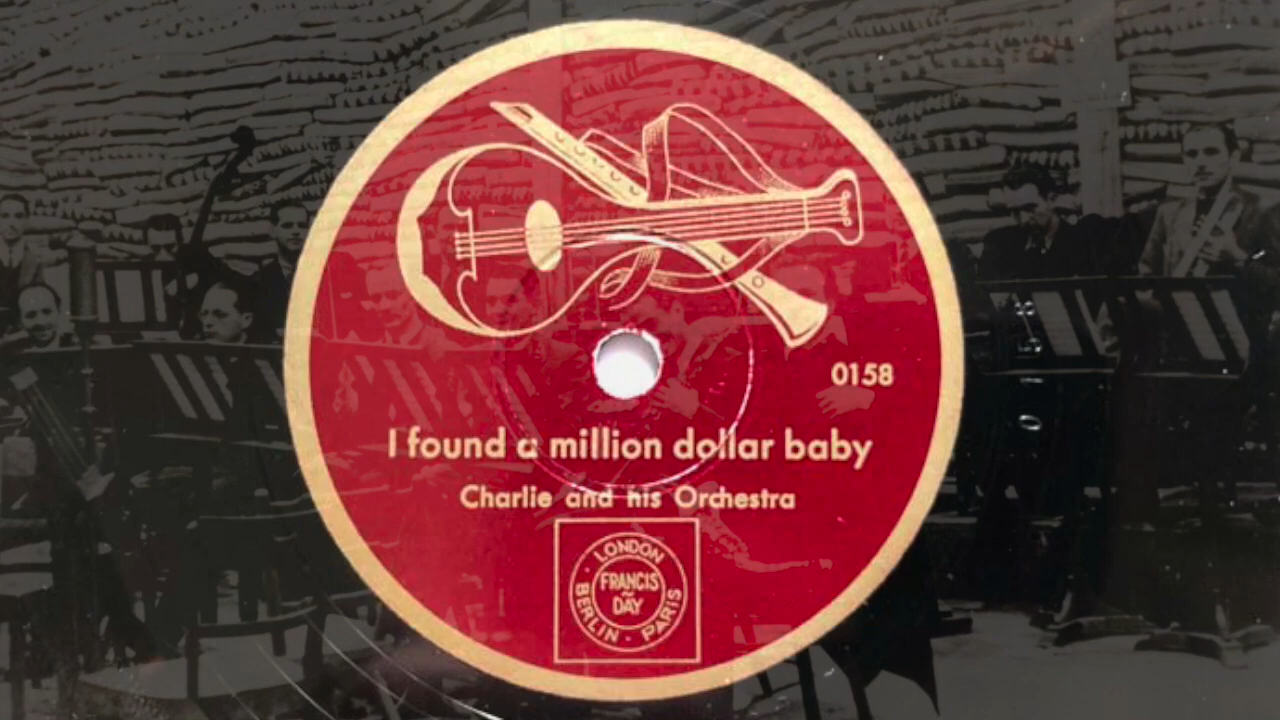 0158
I found a million dollar baby
Charlie and his Orchestra
LONDON
FRANCIS
~
DAY
BERLIN · PARIS